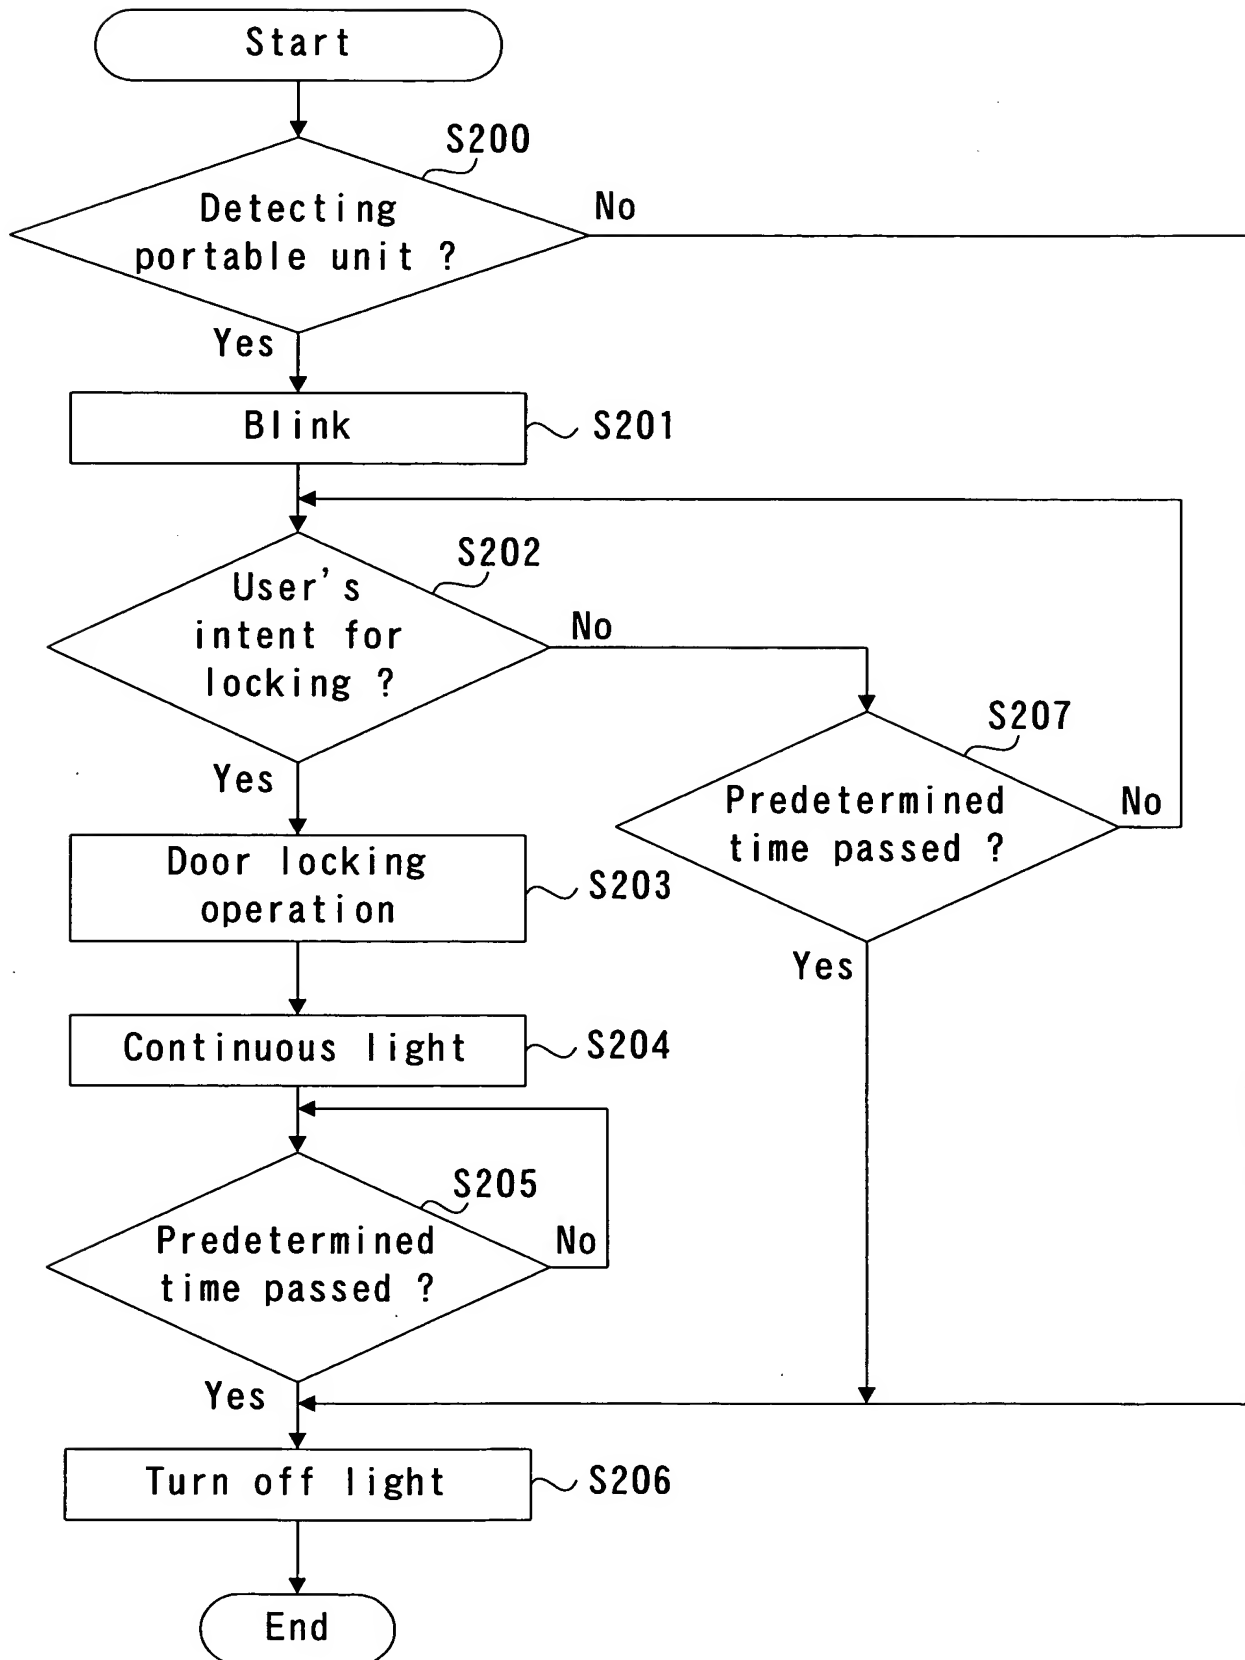 Start
S200
Detecting
portable unit ?
No
Yes
Blink
S201
S202
User's
intent for
locking ?
No
Yes
S207
Predetermined
time passed ?
No
Yes
Door locking
operation
S203
Continuous light
S204
S205
Predetermined
time passed ?
No
Yes
Turn off light
S206
End